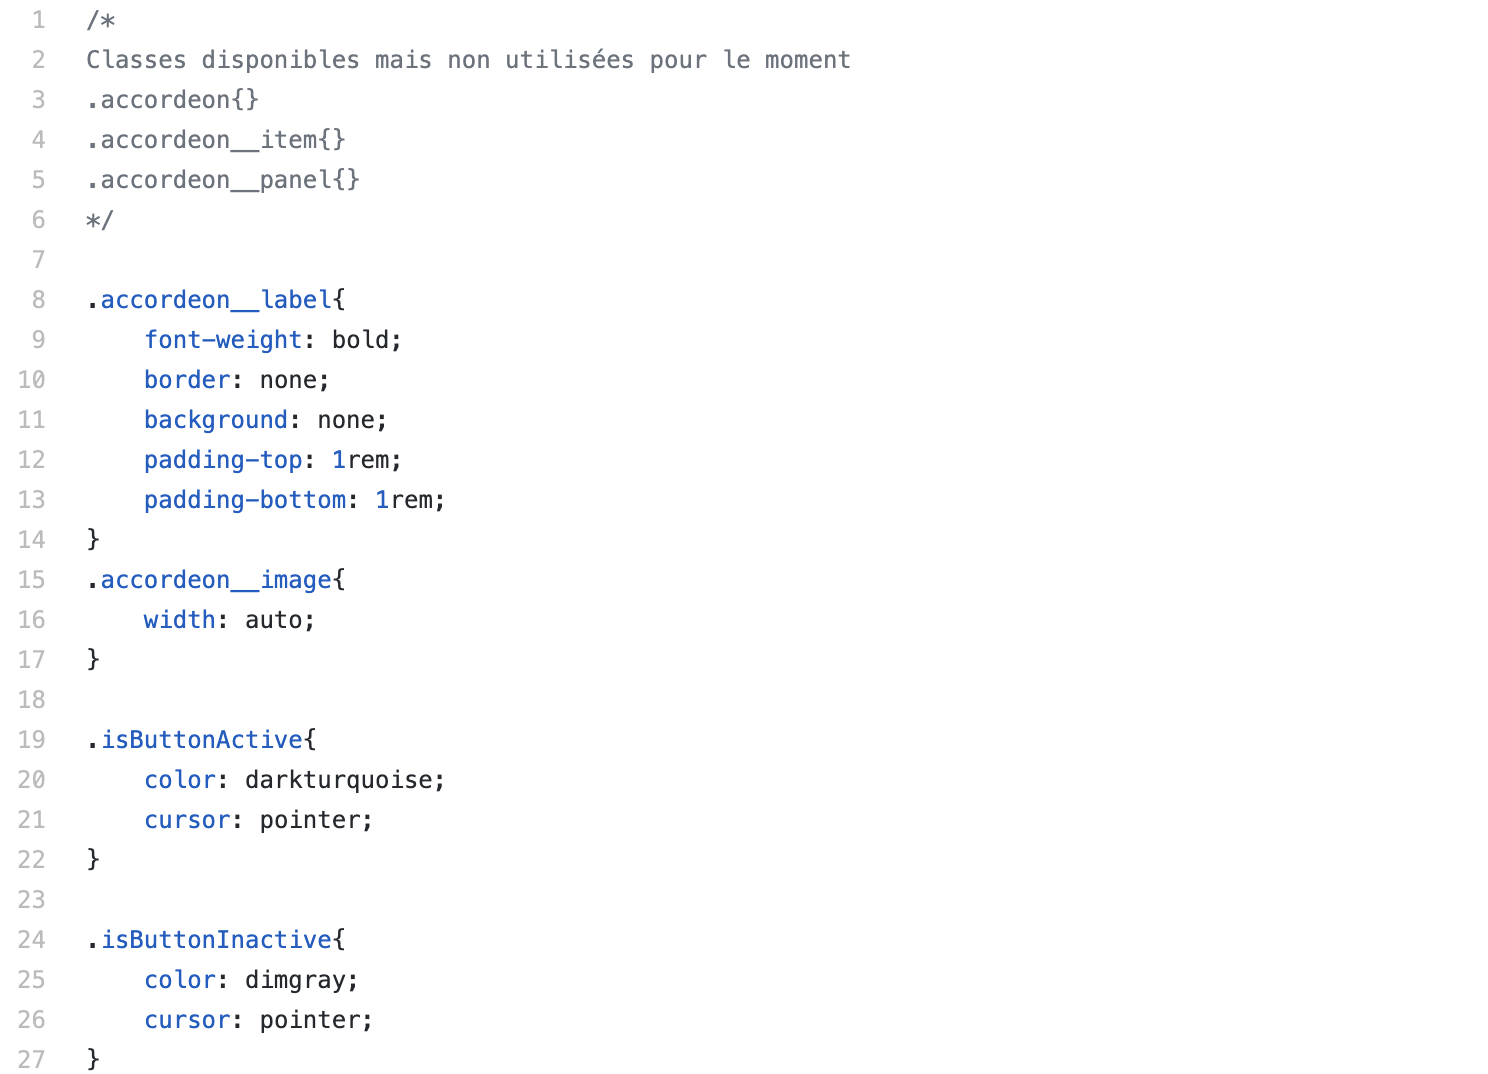 1 /*
2 Classes disponibles mais non utilisées pour le moment
3 .accordeon{}
4 .accordeon__item{}
5 .accordeon__panel{}
6 */
7
8 .accordeon__label{
9     font-weight: bold;
10     border: none;
11     background: none;
12     padding-top: 1rem;
13     padding-bottom: 1rem;
14 }
15 .accordeon__image{
16     width: auto;
17 }
18
19 .isButtonActive{
20     color: darkturquoise;
21     cursor: pointer;
22 }
23
24 .isButtonInactive{
25     color: dimgray;
26     cursor: pointer;
27 }